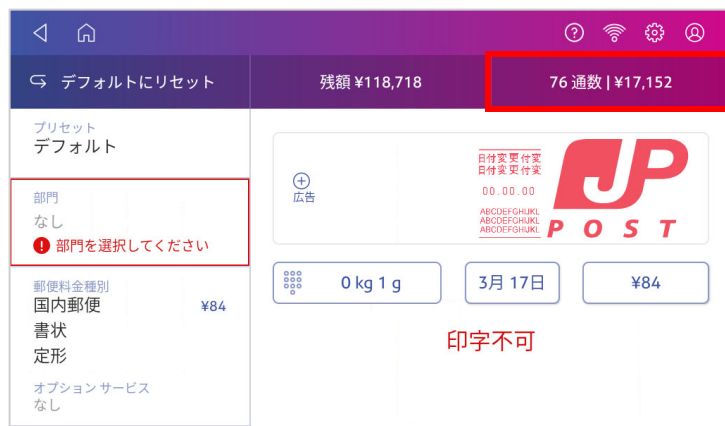 デフォルトにリセット
残額 ¥118,718
76 通数 | ¥17,152
プリセット
デフォルト
部門
なし
部門を選択してください
郵便料金種別
国内郵便 ¥84
書状
定形
オプション サービス
なし
広告
日付変更付変
日付変更付変
00.00.00
ABCDEFGHIJKL
ABCDEFGHIJKL
ABCDEFGHIJKL
JP
POST
0 kg 1 g
3月 17日
¥84
印字不可